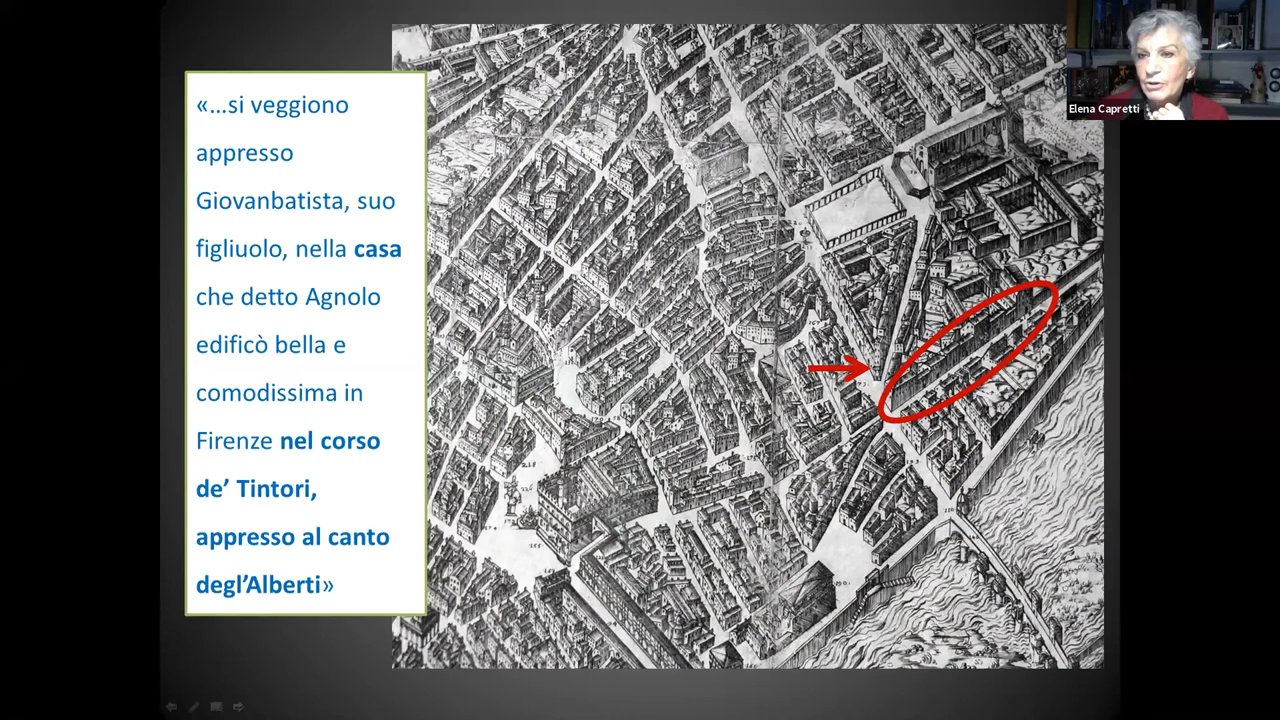 «…si veggiono
appresso
Giovanbatista, suo
figliuolo, nella casa
che detto Agnolo
edificò bella e
comodissima in
Firenze nel corso
de’ Tintori,
appresso al canto
degl’Alberti»
Elena Capretti